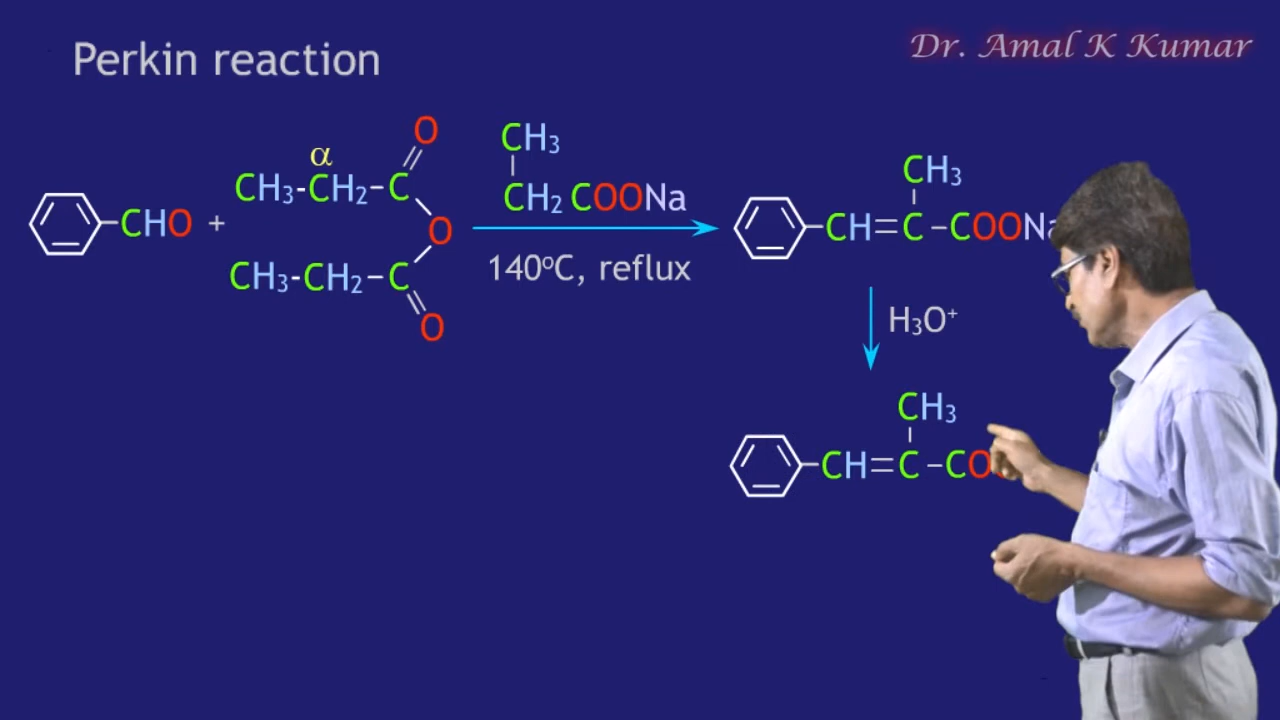 Perkin reaction
Dr. Amal K Kumar
α
CH₃-CH₂-C
O
O
CH₃-CH₂-C
O
CHO +
CH₃
CH₂ COONa
140°C, reflux
CH₃
CH=C-COONa
H₃O⁺
CH₃
CH=C-CO